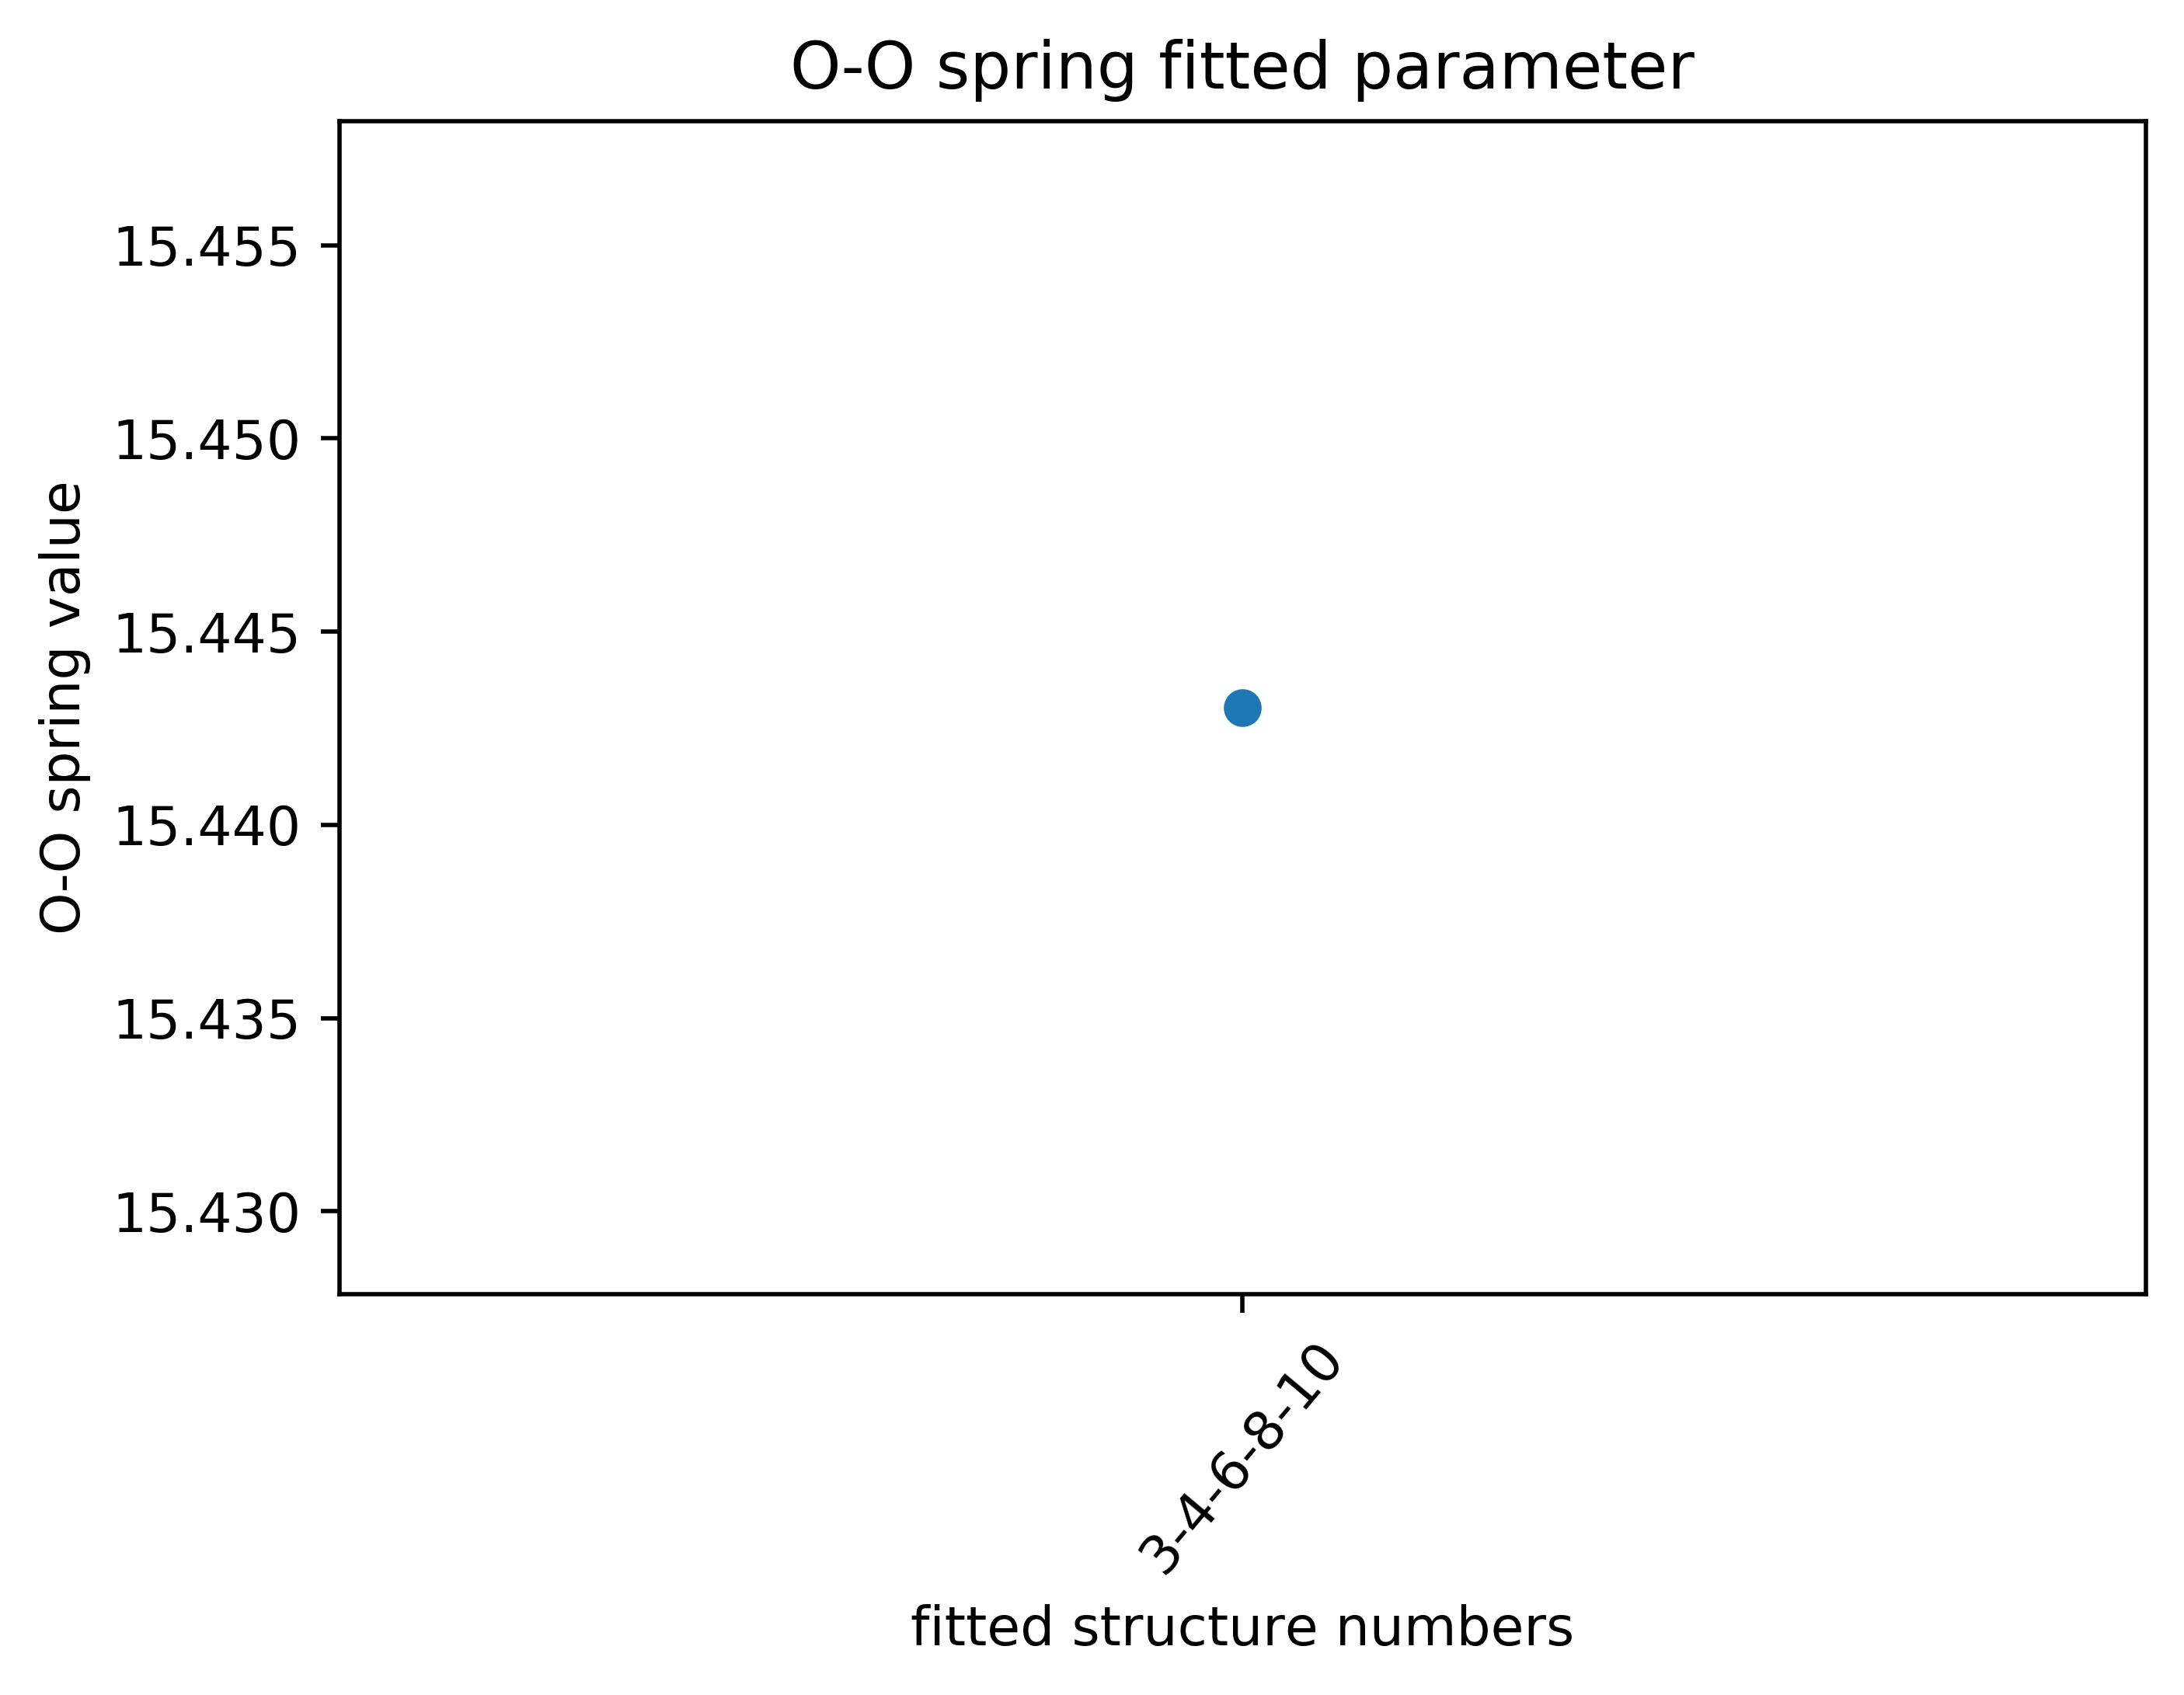 O-O spring fitted parameter
O-O spring value
15.455
15.450
15.445
15.440
15.435
15.430
3-4-6-8-10
fitted structure numbers